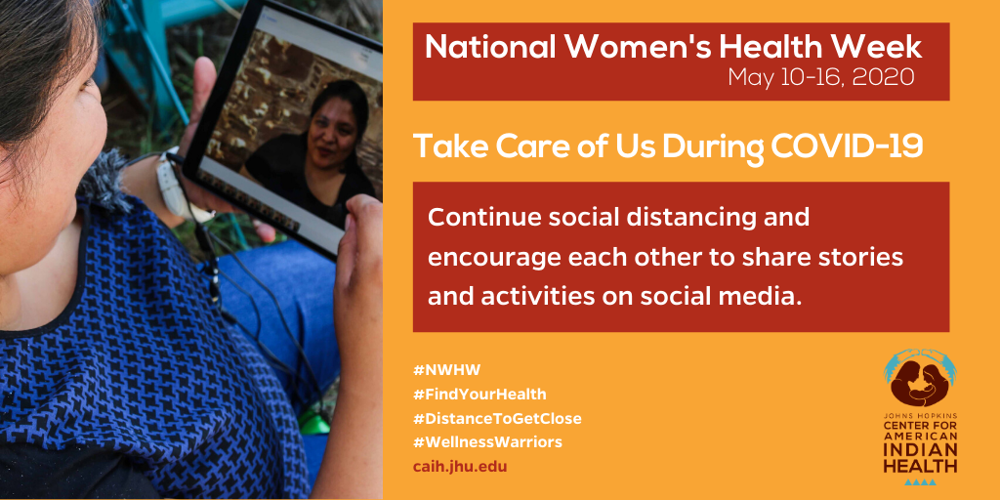 National Women's Health Week
May 10-16, 2020
Take Care of Us During COVID-19
Continue social distancing and
encourage each other to share stories
and activities on social media.
#NWHW
#FindYourHealth
#DistanceToGetClose
#WellnessWarriors
caih.jhu.edu
JOHNS HOPKINS
CENTER FOR
AMERICAN
INDIAN
HEALTH